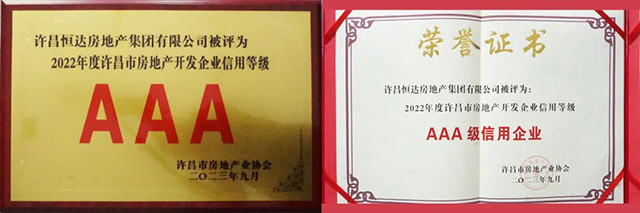 许昌恒达房地产集团有限公司被评为
2022年度许昌市房地产开发企业信用等级
AAA
许昌市房地产业协会
二〇二三年九月
荣誉证书
许昌恒达房地产集团有限公司被评为:
2022年度许昌市房地产开发企业信用等级
AAA 级信用企业
许昌市房地产业协会
二〇二三年九月